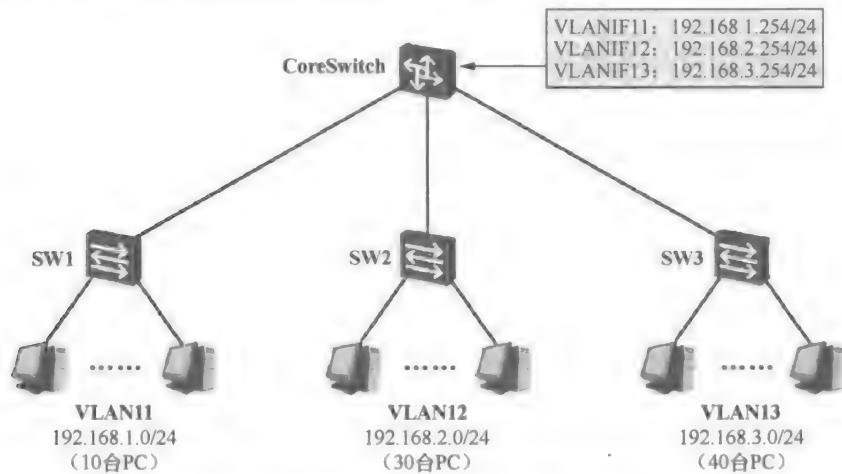 VLANIF11: 192.168.1.254/24
VLANIF12: 192.168.2.254/24
VLANIF13: 192.168.3.254/24
CoreSwitch
SW1
SW2
SW3
……
……
……
VLAN11
192.168.1.0/24
（10台PC）
VLAN12
192.168.2.0/24
（30台PC）
VLAN13
192.168.3.0/24
（40台PC）